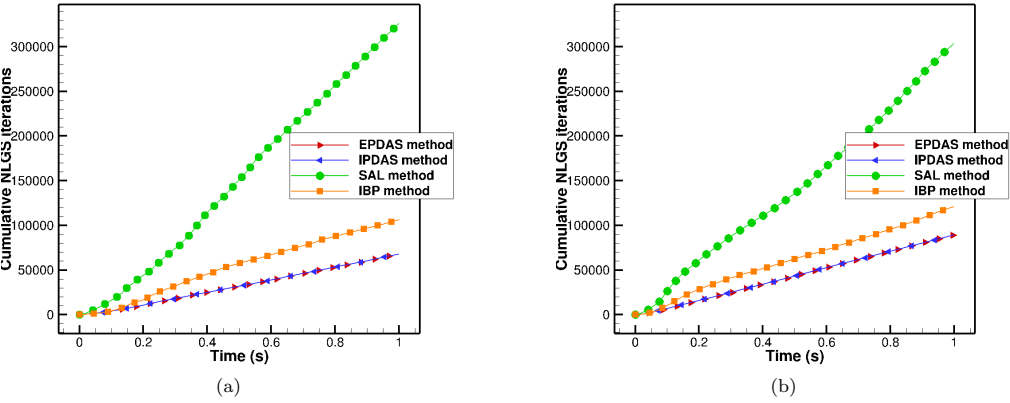 300000
250000
200000
150000
100000
50000
0
Cumulative NLGS iterations
EPDAS method
IPDAS method
SAL method
IBP method
0 0.2 0.4 0.6 0.8 1
Time (s)
(a)
300000
250000
200000
150000
100000
50000
0
Cumulative NLGS iterations
EPDAS method
IPDAS method
SAL method
IBP method
0 0.2 0.4 0.6 0.8 1
Time (s)
(b)